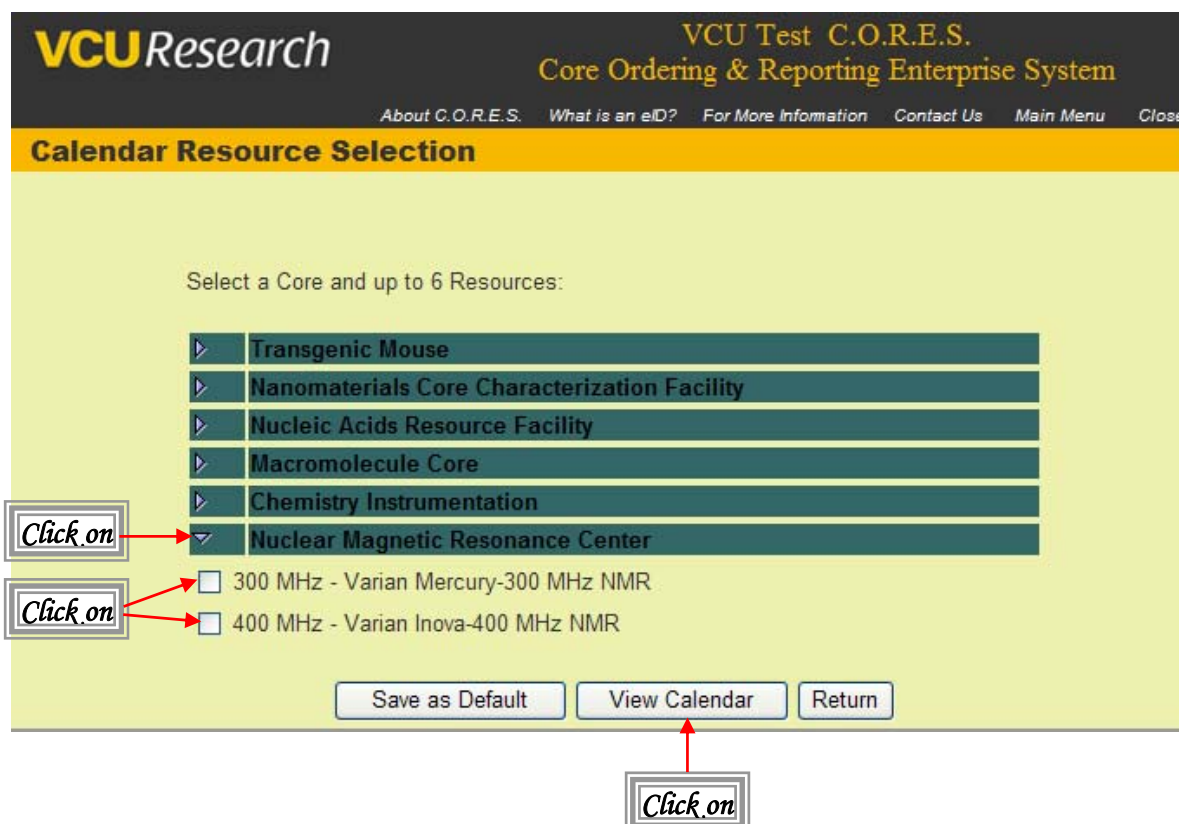 VCU Research
VCU Test C.O.R.E.S.
Core Ordering & Reporting Enterprise System
About C.O.R.E.S. What is an eID? For More Information Contact Us Main Menu Close
Calendar Resource Selection
Select a Core and up to 6 Resources:
Transgenic Mouse
Nanomaterials Core Characterization Facility
Nucleic Acids Resource Facility
Macromolecule Core
Chemistry Instrumentation
Click on
Nuclear Magnetic Resonance Center
300 MHz - Varian Mercury-300 MHz NMR
Click on
400 MHz - Varian Inova-400 MHz NMR
Save as Default View Calendar Return
Click on